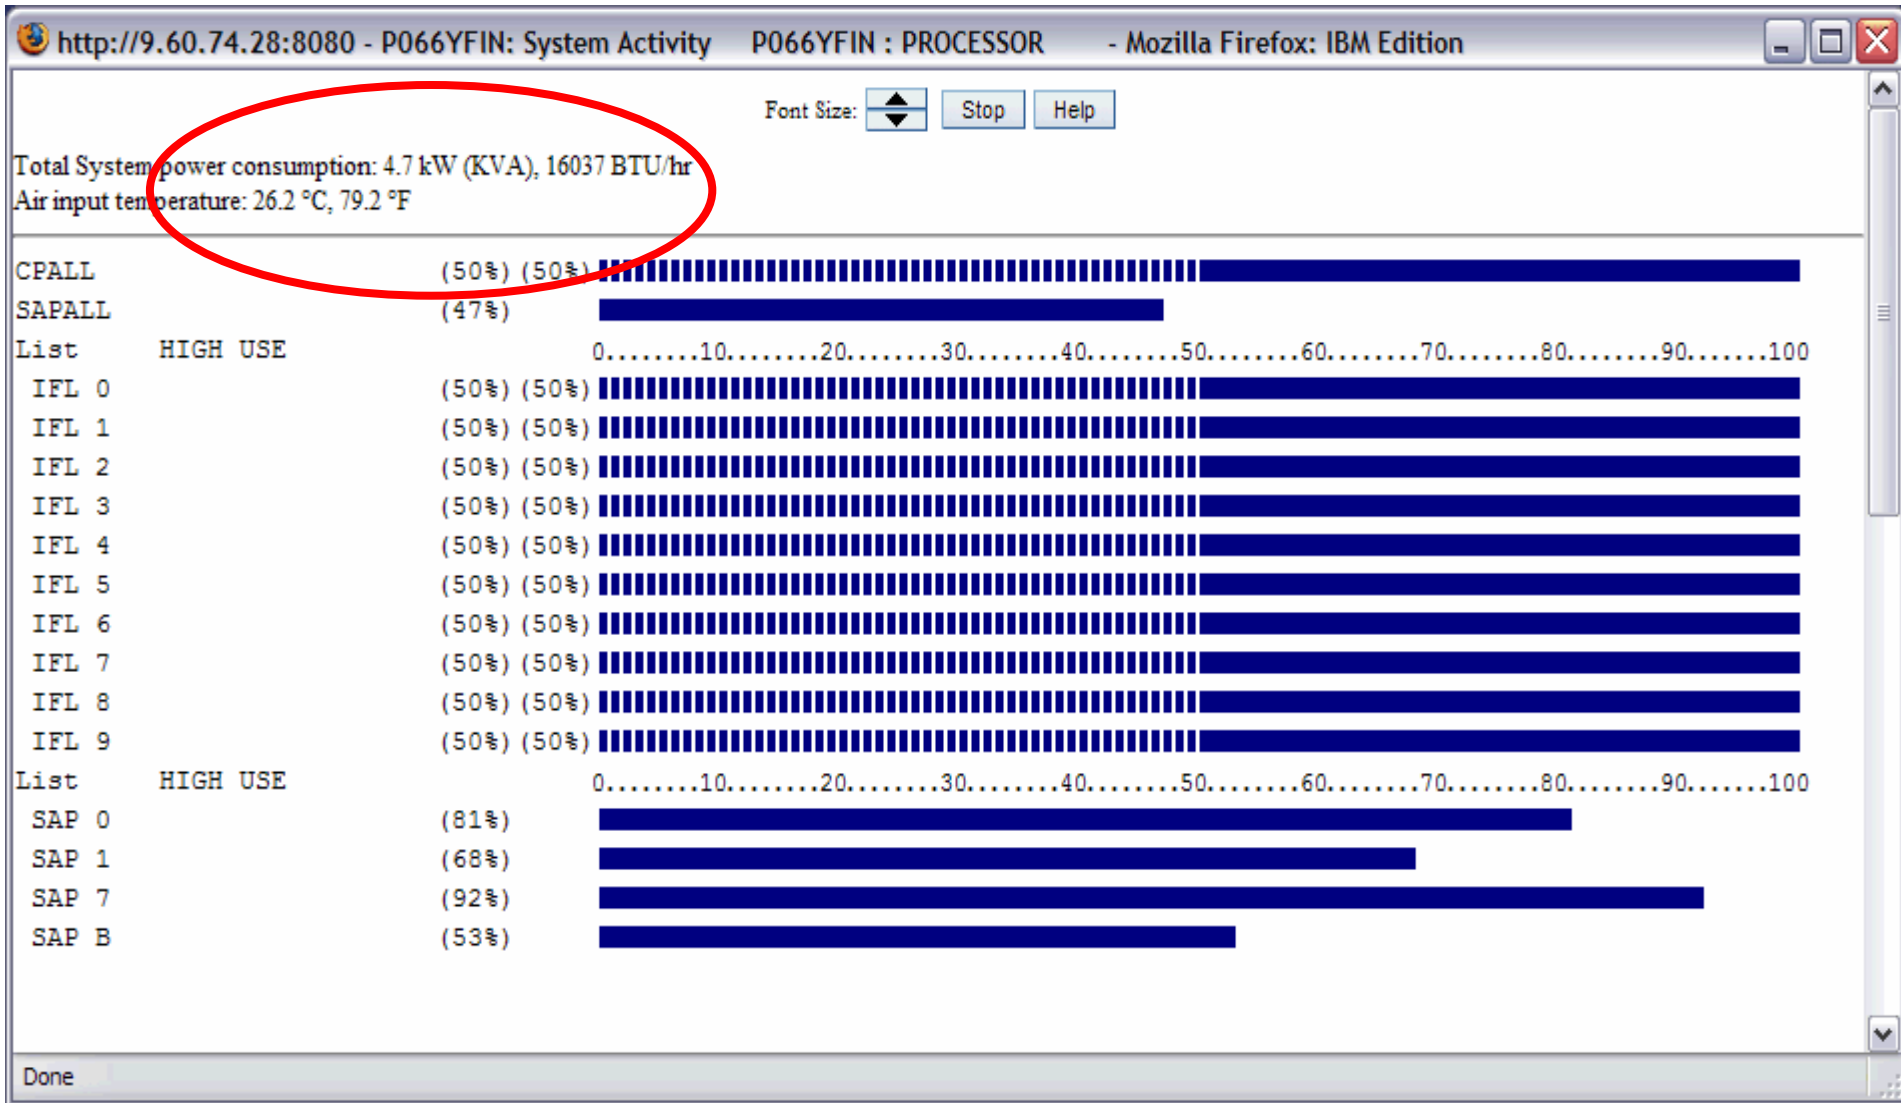 http://9.60.74.28:8080 - P066YFIN: System Activity P066YFIN : PROCESSOR - Mozilla Firefox: IBM Edition
Font Size: Stop Help
Total System power consumption: 4.7 kW (KVA), 16037 BTU/hr
Air input temperature: 26.2 °C, 79.2 °F
CPALL (50%)(50%)
SAPALL (47%)
List HIGH USE 0........10........20........30........40........50........60........70........80........90.......100
IFL 0 (50%)(50%)
IFL 1 (50%)(50%)
IFL 2 (50%)(50%)
IFL 3 (50%)(50%)
IFL 4 (50%)(50%)
IFL 5 (50%)(50%)
IFL 6 (50%)(50%)
IFL 7 (50%)(50%)
IFL 8 (50%)(50%)
IFL 9 (50%)(50%)
List HIGH USE 0........10........20........30........40........50........60........70........80........90.......100
SAP 0 (81%)
SAP 1 (68%)
SAP 7 (92%)
SAP B (53%)
Done